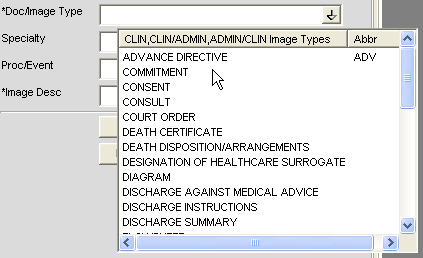 *Doc/Image Type
Specialty
Proc/Event
*Image Desc
CLIN,CLIN/ADMIN,ADMIN/CLIN Image Types Abbr
ADVANCE DIRECTIVE ADV
COMMITMENT
CONSENT
CONSULT
COURT ORDER
DEATH CERTIFICATE
DEATH DISPOSITION/ARRANGEMENTS
DESIGNATION OF HEALTHCARE SURROGATE
DIAGRAM
DISCHARGE AGAINST MEDICAL ADVICE
DISCHARGE INSTRUCTIONS
DISCHARGE SUMMARY